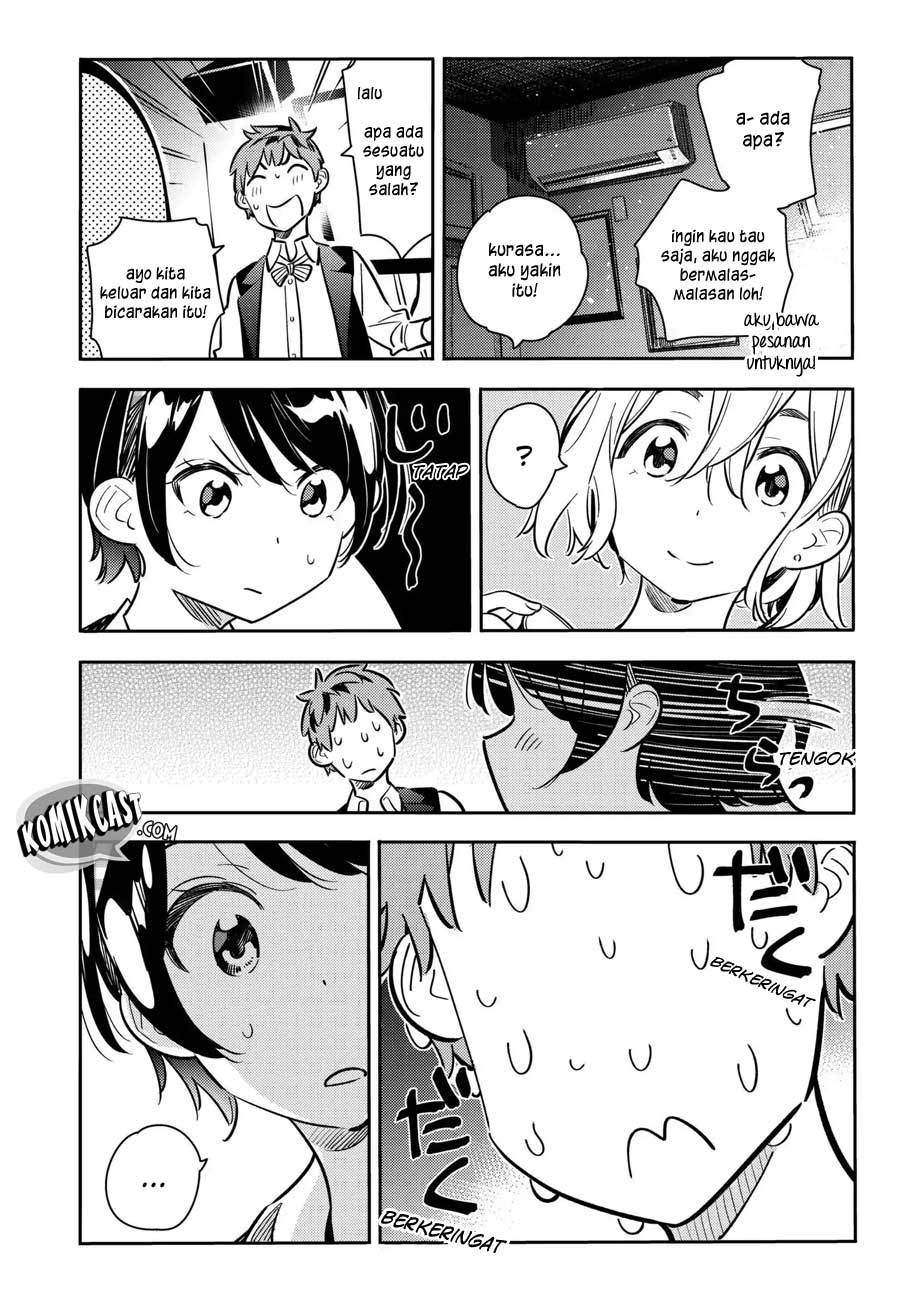 a- ada
apa?
ingin kau tau
saja, aku nggak
bermalas-
malasan loh!
aku bawa
pesanan
untuknya!
kurasa...
aku yakin
itu!
lalu
apa ada
sesuatu
yang
salah?
ayo kita
keluar dan kita
bicarakan itu!
?
じ〜〜
TATAP
ちらっ
TENGOK
KOMIKCAST
.COM
だく
BERKERINGAT
だく
BERKERINGAT
...